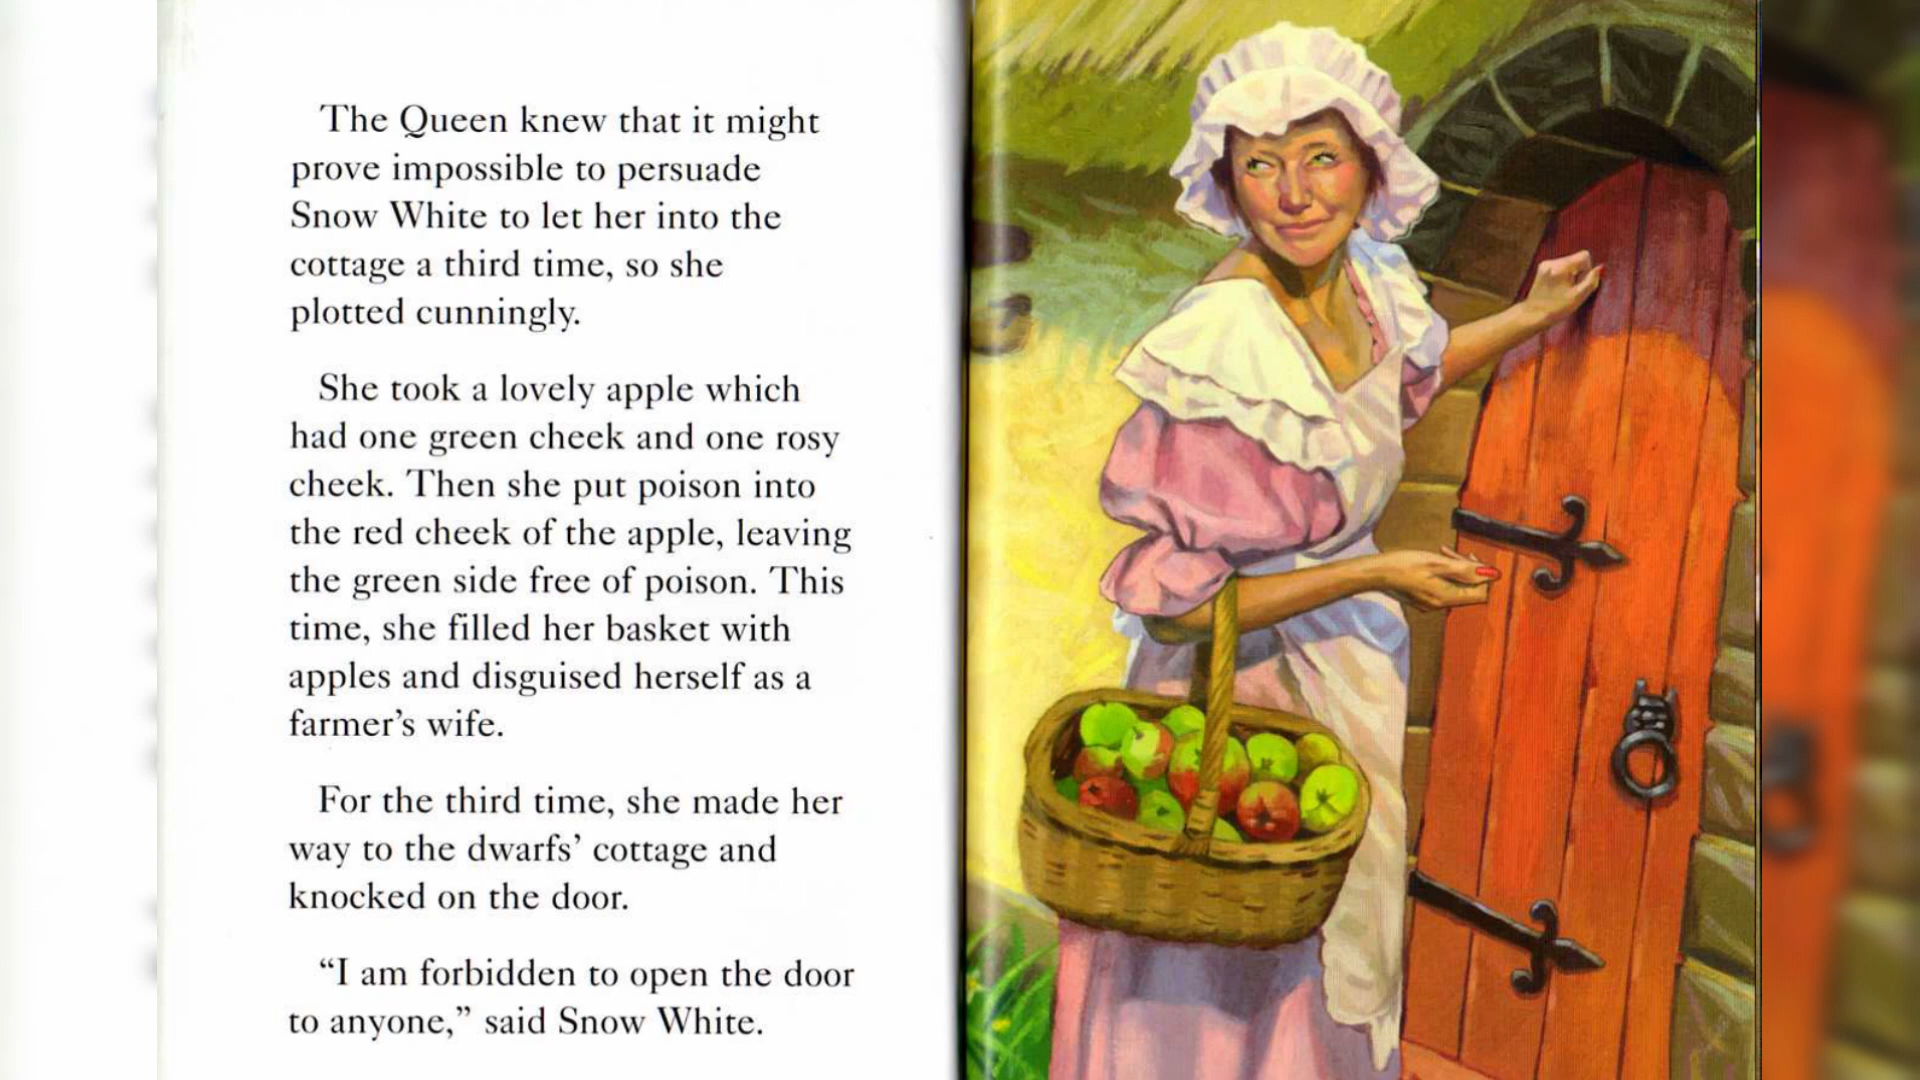 The Queen knew that it might
prove impossible to persuade
Snow White to let her into the
cottage a third time, so she
plotted cunningly.
She took a lovely apple which
had one green cheek and one rosy
cheek. Then she put poison into
the red cheek of the apple, leaving
the green side free of poison. This
time, she filled her basket with
apples and disguised herself as a
farmer’s wife.
For the third time, she made her
way to the dwarfs’ cottage and
knocked on the door.
“I am forbidden to open the door
to anyone,” said Snow White.